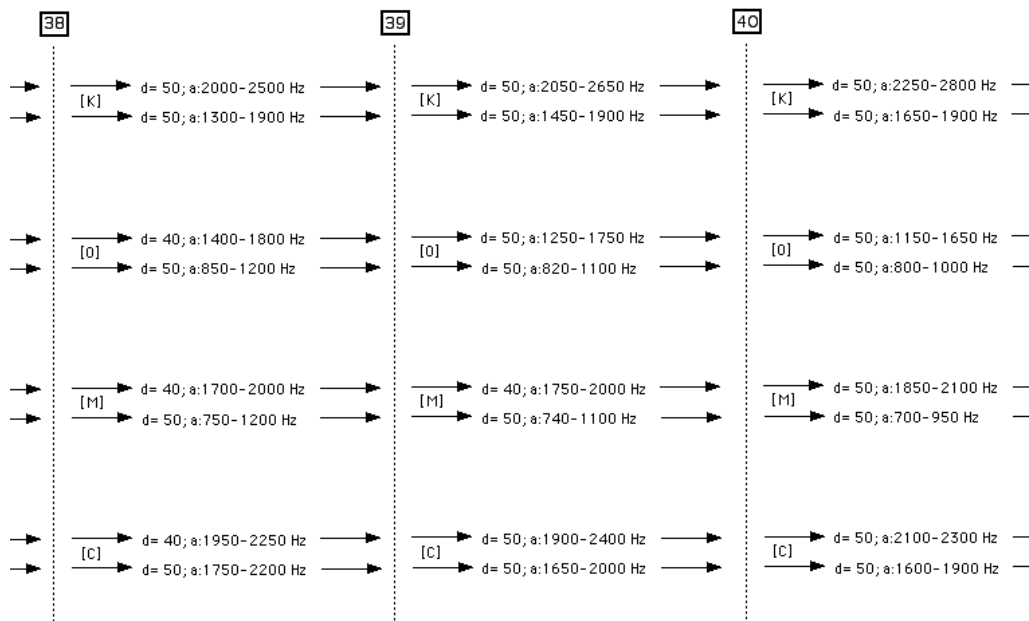 38 39 40
d= 50; a:2000-2500 Hz d= 50; a:2050-2650 Hz d= 50; a:2250-2800 Hz
[K] [K] [K]
d= 50; a:1300-1900 Hz d= 50; a:1450-1900 Hz d= 50; a:1650-1900 Hz
d= 40; a:1400-1800 Hz d= 50; a:1250-1750 Hz d= 50; a:1150-1650 Hz
[O] [O] [O]
d= 50; a:850-1200 Hz d= 50; a:820-1100 Hz d= 50; a:800-1000 Hz
d= 40; a:1700-2000 Hz d= 40; a:1750-2000 Hz d= 50; a:1850-2100 Hz
[M] [M] [M]
d= 50; a:750-1200 Hz d= 50; a:740-1100 Hz d= 50; a:700-950 Hz
d= 40; a:1950-2250 Hz d= 50; a:1900-2400 Hz d= 50; a:2100-2300 Hz
[C] [C] [C]
d= 50; a:1750-2200 Hz d= 50; a:1650-2000 Hz d= 50; a:1600-1900 Hz